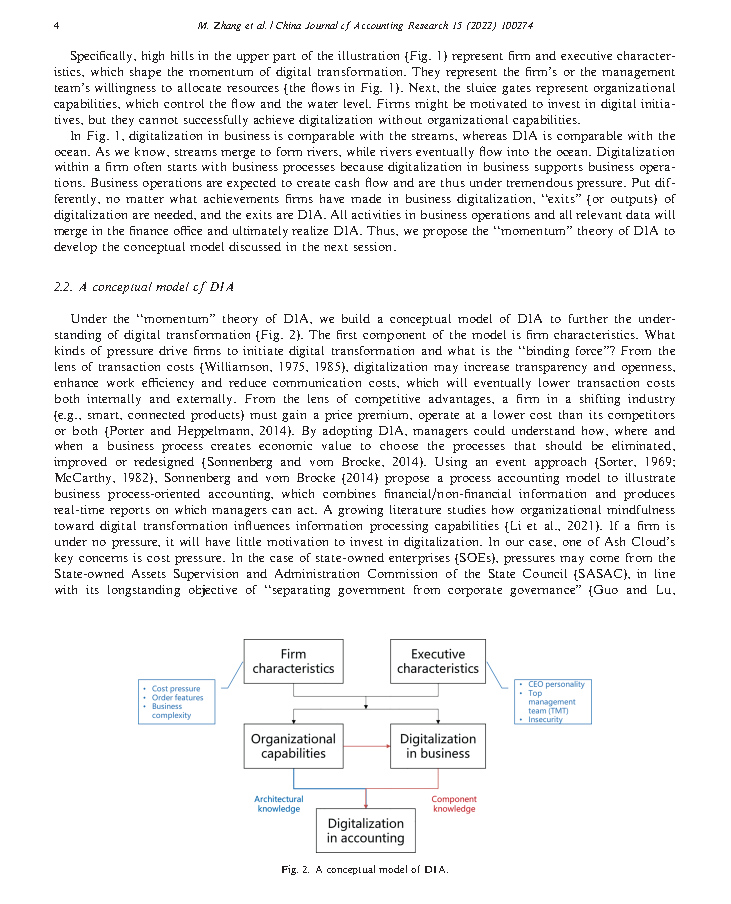 4
M. Zhang et al. / China Journal of Accounting Research 15 (2022) 100274
Specifically, high hills in the upper part of the illustration (Fig. 1) represent firm and executive character-
istics, which shape the momentum of digital transformation. They represent the firm's or the management
team's willingness to allocate resources (the flows in Fig. 1). Next, the sluice gates represent organizational
capabilities, which control the flow and the water level. Firms might be motivated to invest in digital initia-
tives, but they cannot successfully achieve digitalization without organizational capabilities.
In Fig. 1, digitalization in business is comparable with the streams, whereas DIA is comparable with the
ocean. As we know, streams merge to form rivers, while rivers eventually flow into the ocean. Digitalization
within a firm often starts with business processes because digitalization in business supports business opera-
tions. Business operations are expected to create cash flow and are thus under tremendous pressure. Put dif-
ferently, no matter what achievements firms have made in business digitalization, "exits" (or outputs) of
digitalization are needed, and the exits are DIA. All activities in business operations and all relevant data will
merge in the finance office and ultimately realize DIA. Thus, we propose the "momentum" theory of DIA to
develop the conceptual model discussed in the next session.
2.2. A conceptual model of DIA
Under the "momentum" theory of DIA, we build a conceptual model of DIA to further the under-
standing of digital transformation (Fig. 2). The first component of the model is firm characteristics. What
kinds of pressure drive firms to initiate digital transformation and what is the "binding force"? From the
lens of transaction costs (Williamson, 1975, 1985), digitalization may increase transparency and openness,
enhance work efficiency and reduce communication costs, which will eventually lower transaction costs
both internally and externally. From the lens of competitive advantages, a firm in a shifting industry
(e.g., smart, connected products) must gain a price premium, operate at a lower cost than its competitors
or both (Porter and Heppelmann, 2014). By adopting DIA, managers could understand how, where and
when a business process creates economic value to choose the processes that should be eliminated,
improved or redesigned (Sonnenberg and vom Brocke, 2014). Using an event approach (Sorter, 1969;
McCarthy, 1982), Sonnenberg and vom Brocke (2014) propose a process accounting model to illustrate
business process-oriented accounting, which combines financial/non-financial information and produces
real-time reports on which managers can act. A growing literature studies how organizational mindfulness
toward digital transformation influences information processing capabilities (Li et al., 2021). If a firm is
under no pressure, it will have little motivation to invest in digitalization. In our case, one of Ash Cloud's
key concerns is cost pressure. In the case of state-owned enterprises (SOEs), pressures may come from the
State-owned Assets Supervision and Administration Commission of the State Council (SASAC), in line
with its longstanding objective of "separating government from corporate governance" (Guo and Lu,
Firm
characteristics
Executive
characteristics
• Cost pressure
• Order features
• Business
complexity
• CEO personality
• Top
management
team (TMT)
• Insecurity
Organizational
capabilities
Digitalization
in business
Architectural
knowledge
Component
knowledge
Digitalization
in accounting
Fig. 2. A conceptual model of DIA.